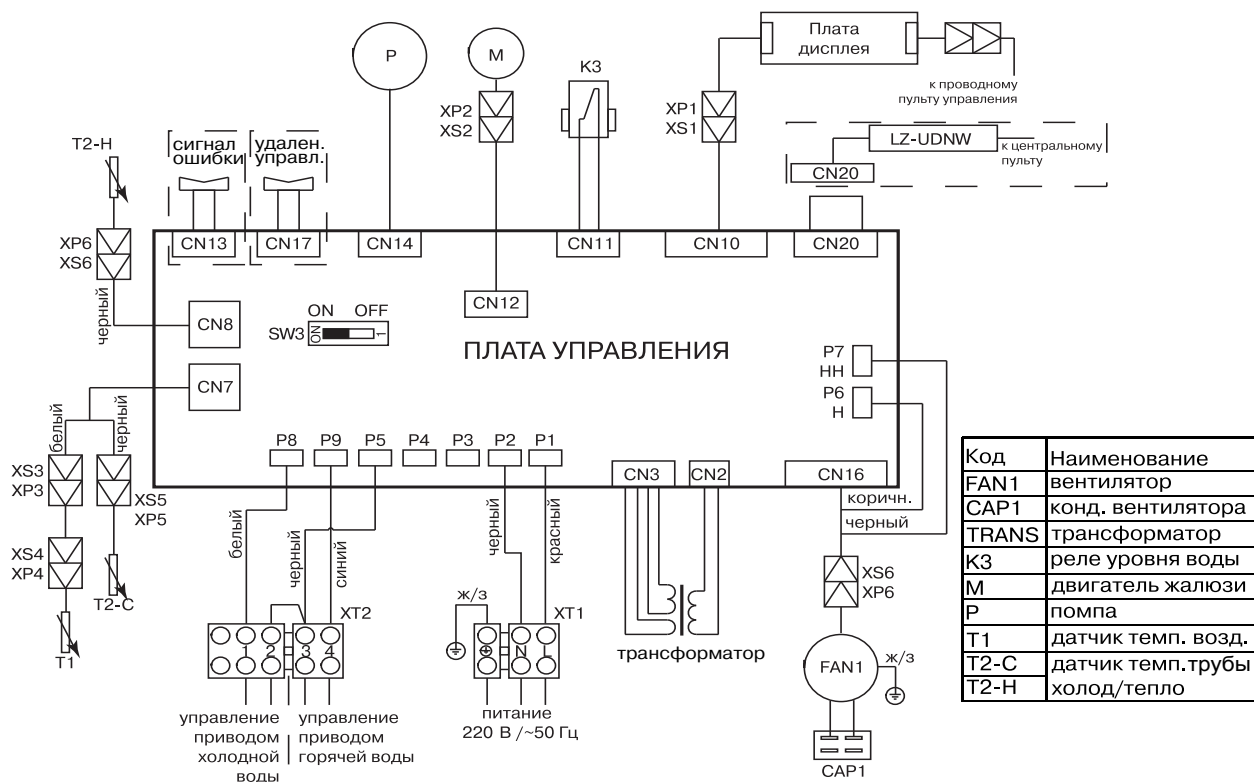 P
M
K3
Плата
дисплея
к проводному
пульту управления
XP2
XS2
XP1
XS1
LZ-UDNW
к центральному
пульту
CN20
T2-H
сигнал
ошибки
удален.
управл.
XP6
XS6
CN13
CN17
CN14
CN11
CN10
CN20
черный
CN8
ON OFF
SW3
ON
1
CN12
ПЛАТА УПРАВЛЕНИЯ
P7
HH
P6
H
CN7
белый
черный
P8
P9
P5
P4
P3
P2
P1
XS3
XP3
XS5
XP5
XS4
XP4
T2-C
T1
CN3
CN2
CN16
коричн.
черный
белый
черный
синий
черный
красный
XS6
XP6
ж/з
XT2
XT1
1
2
3
4
N
L
трансформатор
FAN1
ж/з
управление
приводом
холодной
воды
управление
приводом
горячей воды
питание
220 В /~50 Гц
CAP1
Код Наименование
FAN1 вентилятор
CAP1 конд. вентилятора
TRANS трансформатор
K3 реле уровня воды
M двигатель жалюзи
P помпа
T1 датчик темп. возд.
T2-C датчик темп.трубы
T2-H холод/тепло